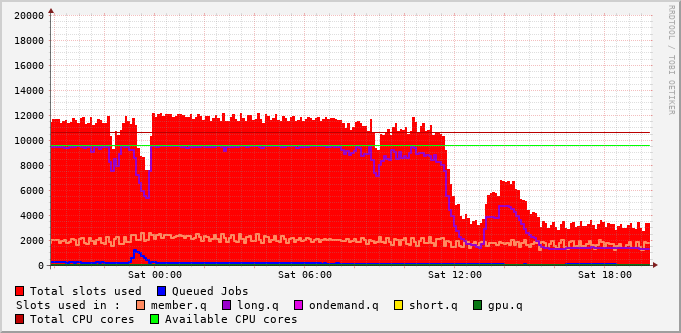 RRDTOOL / TOBI OETIKER
20000
18000
16000
14000
12000
10000
8000
6000
4000
2000
0
Sat 00:00 Sat 06:00 Sat 12:00 Sat 18:00
Total slots used Queued Jobs
Slots used in : member.q long.q ondemand.q short.q gpu.q
Total CPU cores Available CPU cores